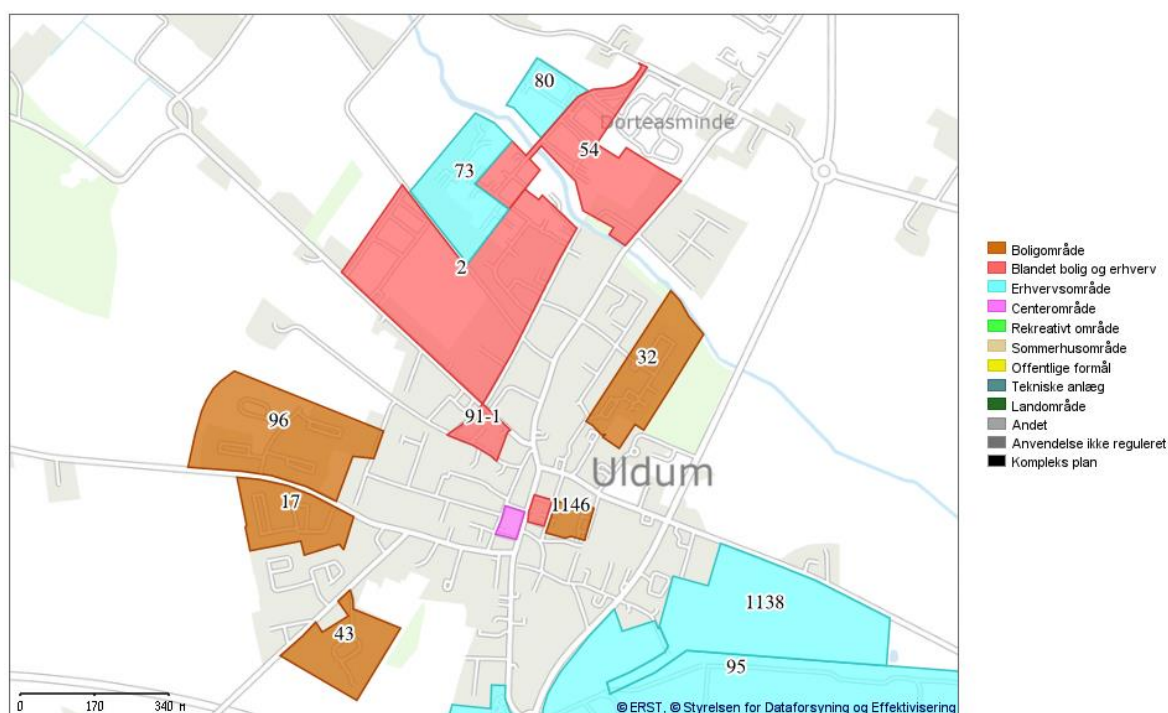 80
Dorteasminde
54
73
2
32
91-1
96
Uldum
17
1146
1138
43
95
0 170 340 M
© ERST, © Styrelsen for Dataforsyning og Effektivisering
Boligområde
Blandet bolig og erhverv
Erhvervsområde
Centerområde
Rekreativt område
Sommerhusområde
Offentlige formål
Tekniske anlæg
Landområde
Andet
Anvendelse ikke reguleret
Kompleks plan